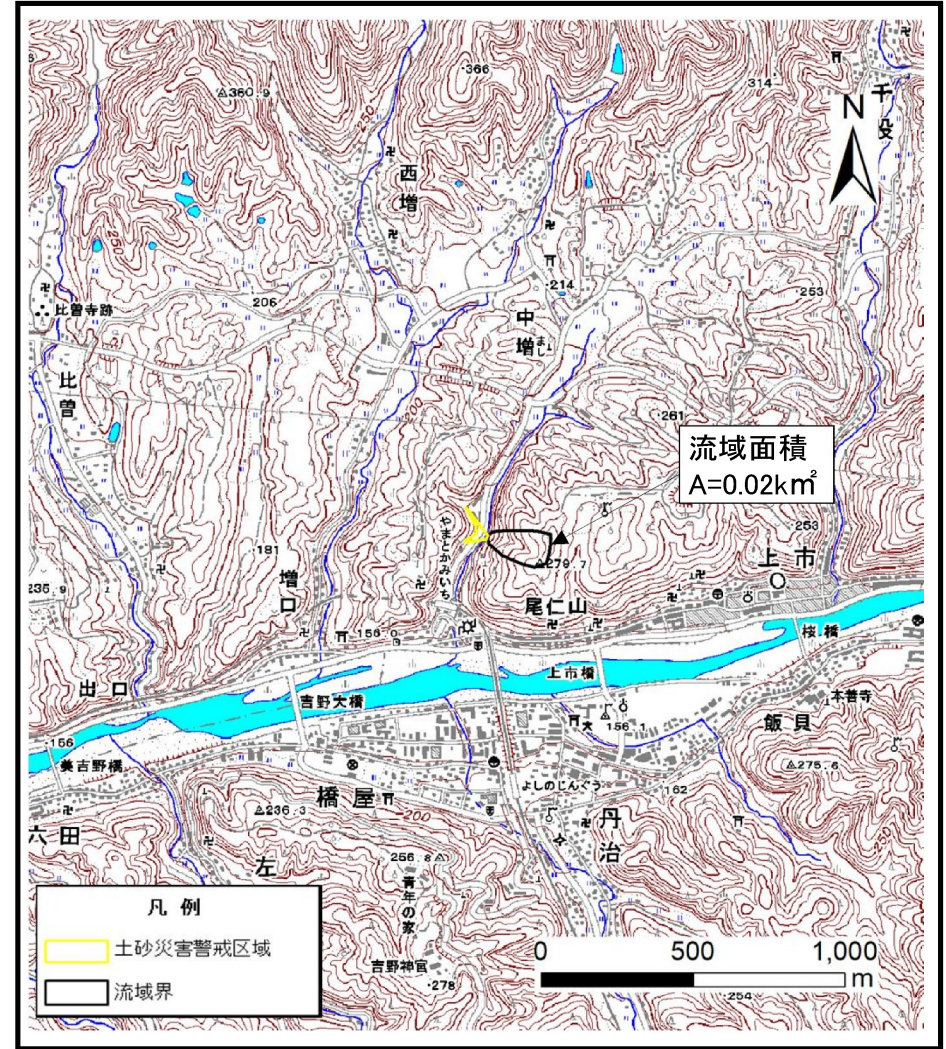 366
△380.9
314
千股
N
250
西増
250
214
253
206
比曽寺跡
中増
まし
比曽
200
261
流域面積
A=0.02k㎡
やまとかみいち
253
181
279.7
上市
235.9
増口
尾仁山
桜橋
156.0
上市橋
出口
吉野大橋
本善寺
飯貝
156.1
156
美吉野橋
△275.6
よしのじんぐう
162
橋屋
△236.3
200
丹治
六田
左
256.8
青年の家
凡例
土砂災害警戒区域
流域界
吉野神宮
278
0 500 1,000
m
254